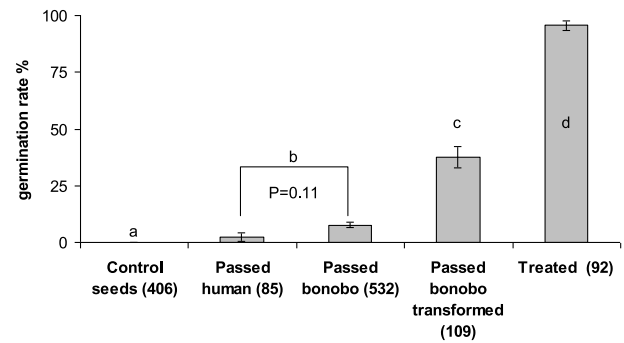 100
75
50
25
0
germination rate %
a
b
P=0.11
c
d
Control
seeds (406)
Passed
human (85)
Passed
bonobo (532)
Passed
bonobo
transformed
(109)
Treated (92)